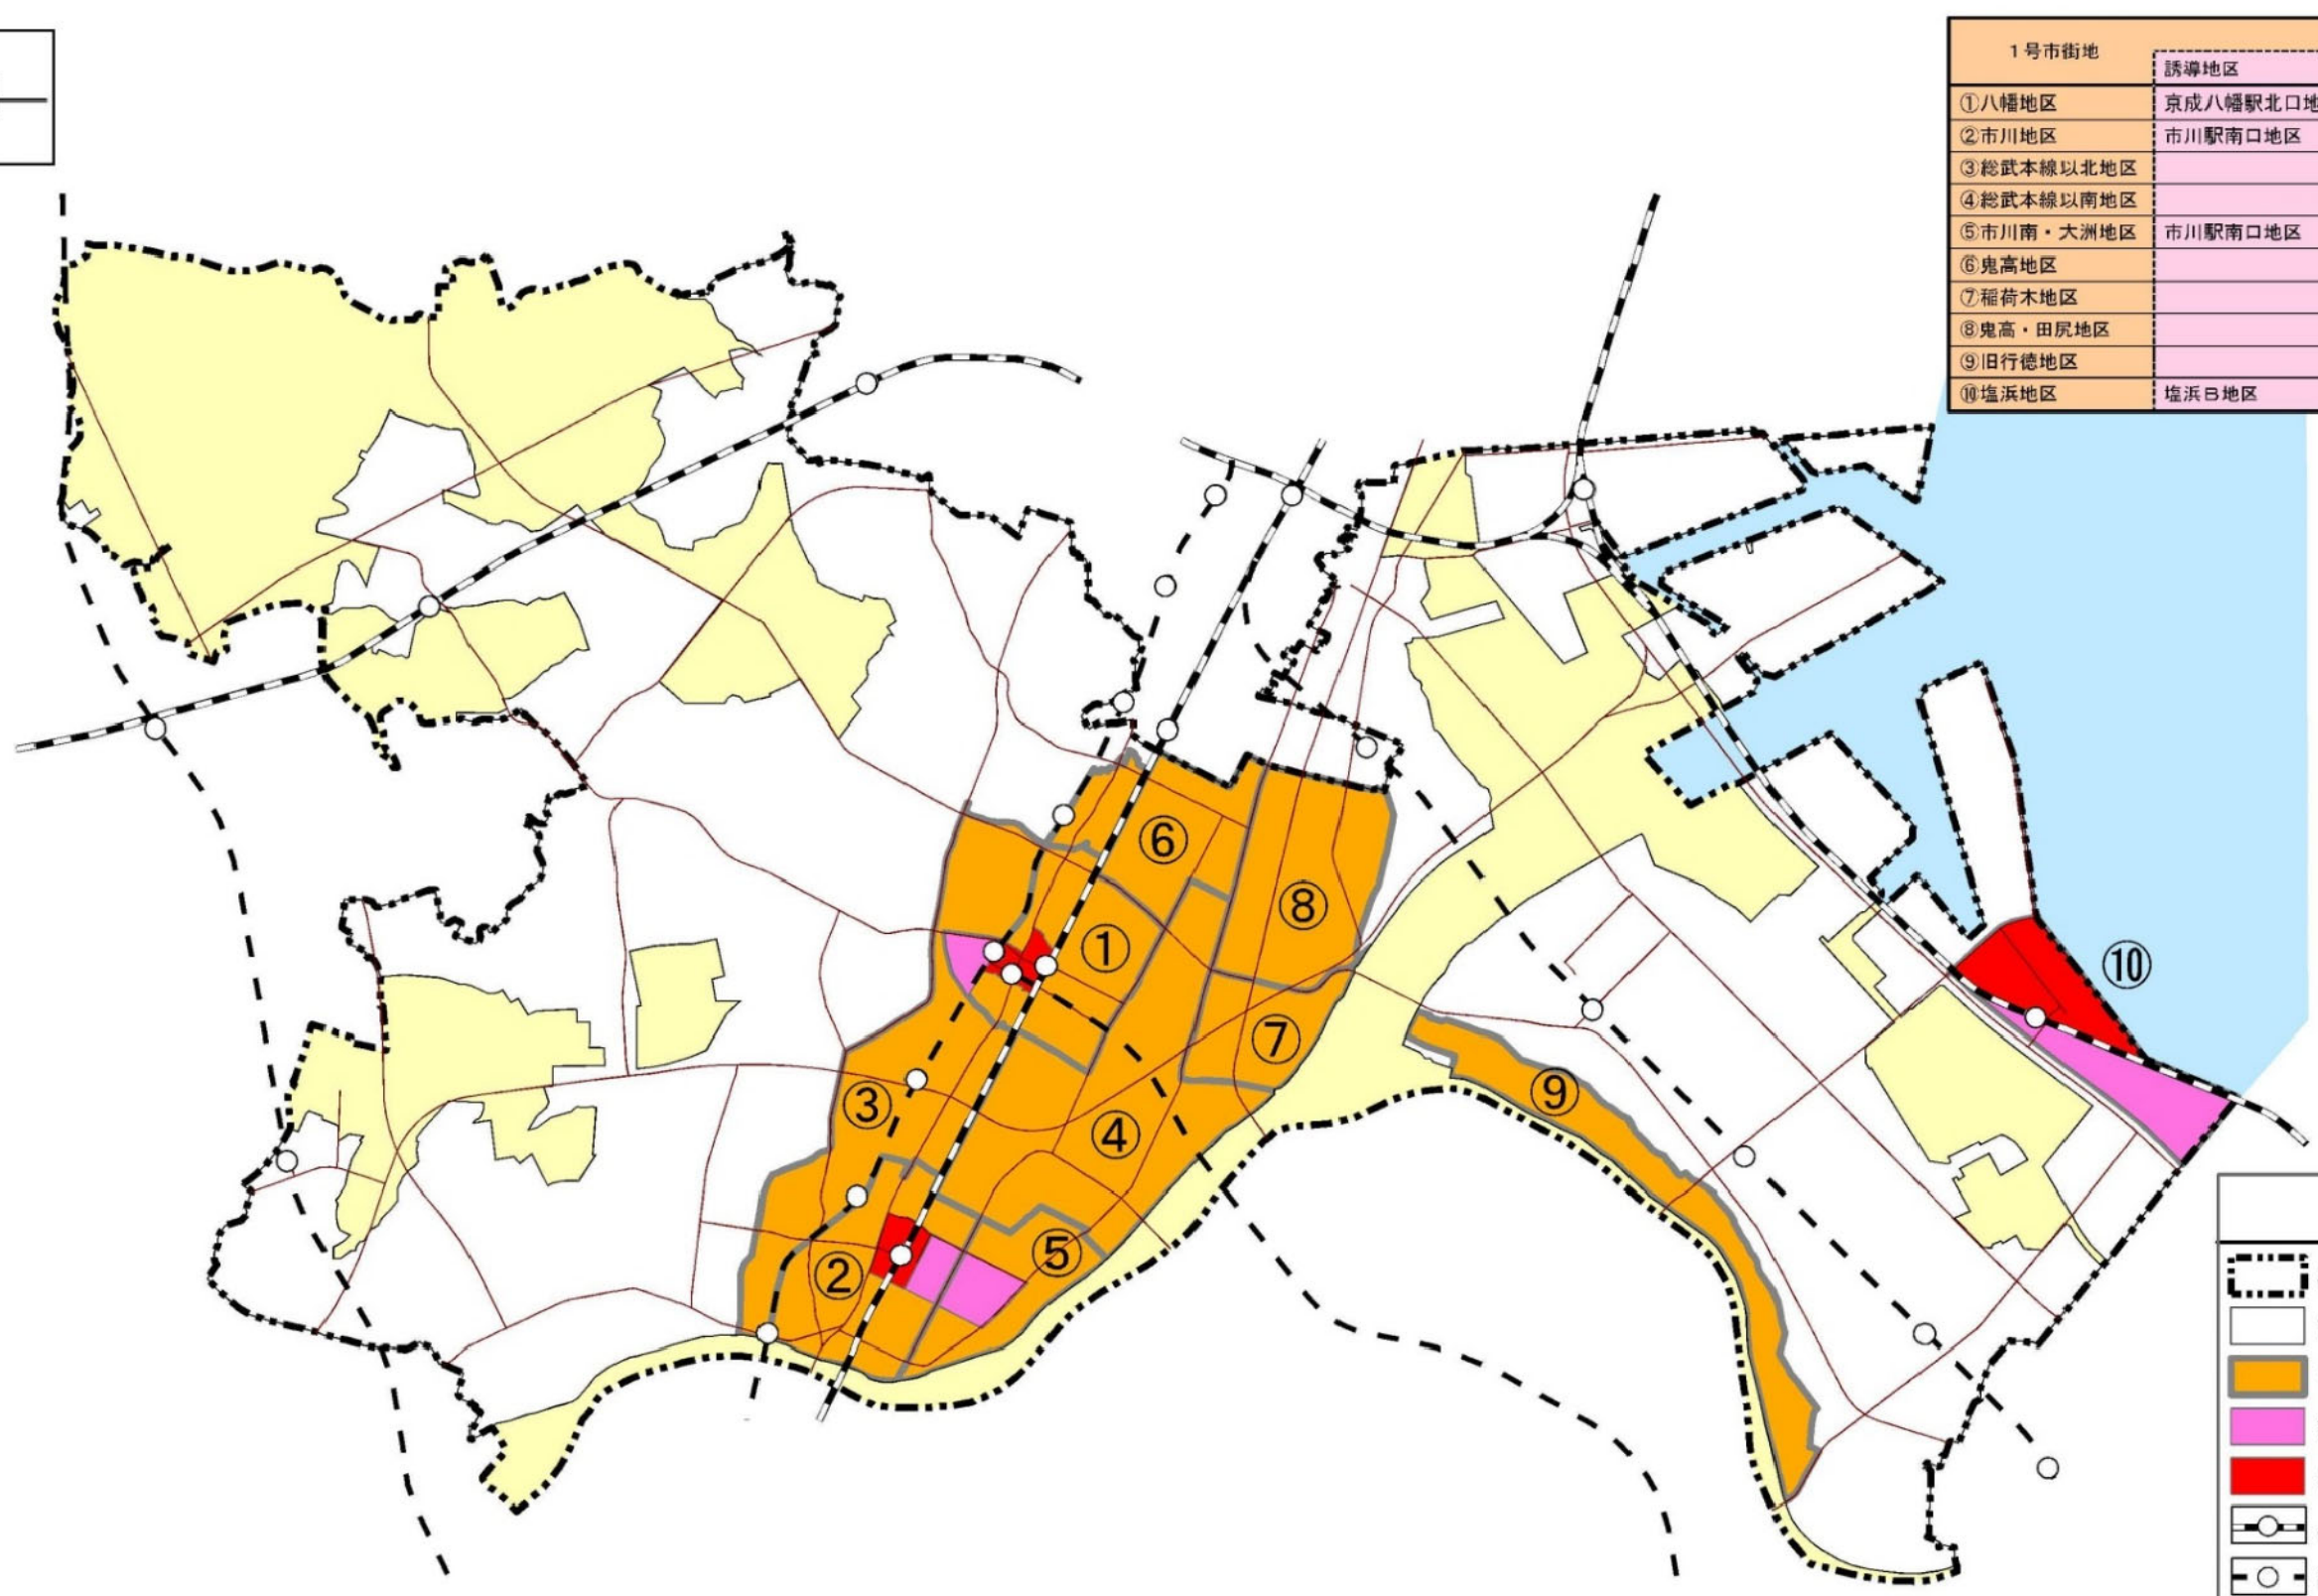 1号市街地
誘導地区
①八幡地区 京成八幡駅北口地
②市川地区 市川駅南口地区
③総武本線以北地区
④総武本線以南地区
⑤市川南・大洲地区 市川駅南口地区
⑥鬼高地区
⑦稲荷木地区
⑧鬼高・田尻地区
⑨旧行徳地区
⑩塩浜地区 塩浜B地区
⑥
⑧
①
⑩
⑦
⑨
③
④
⑤
②